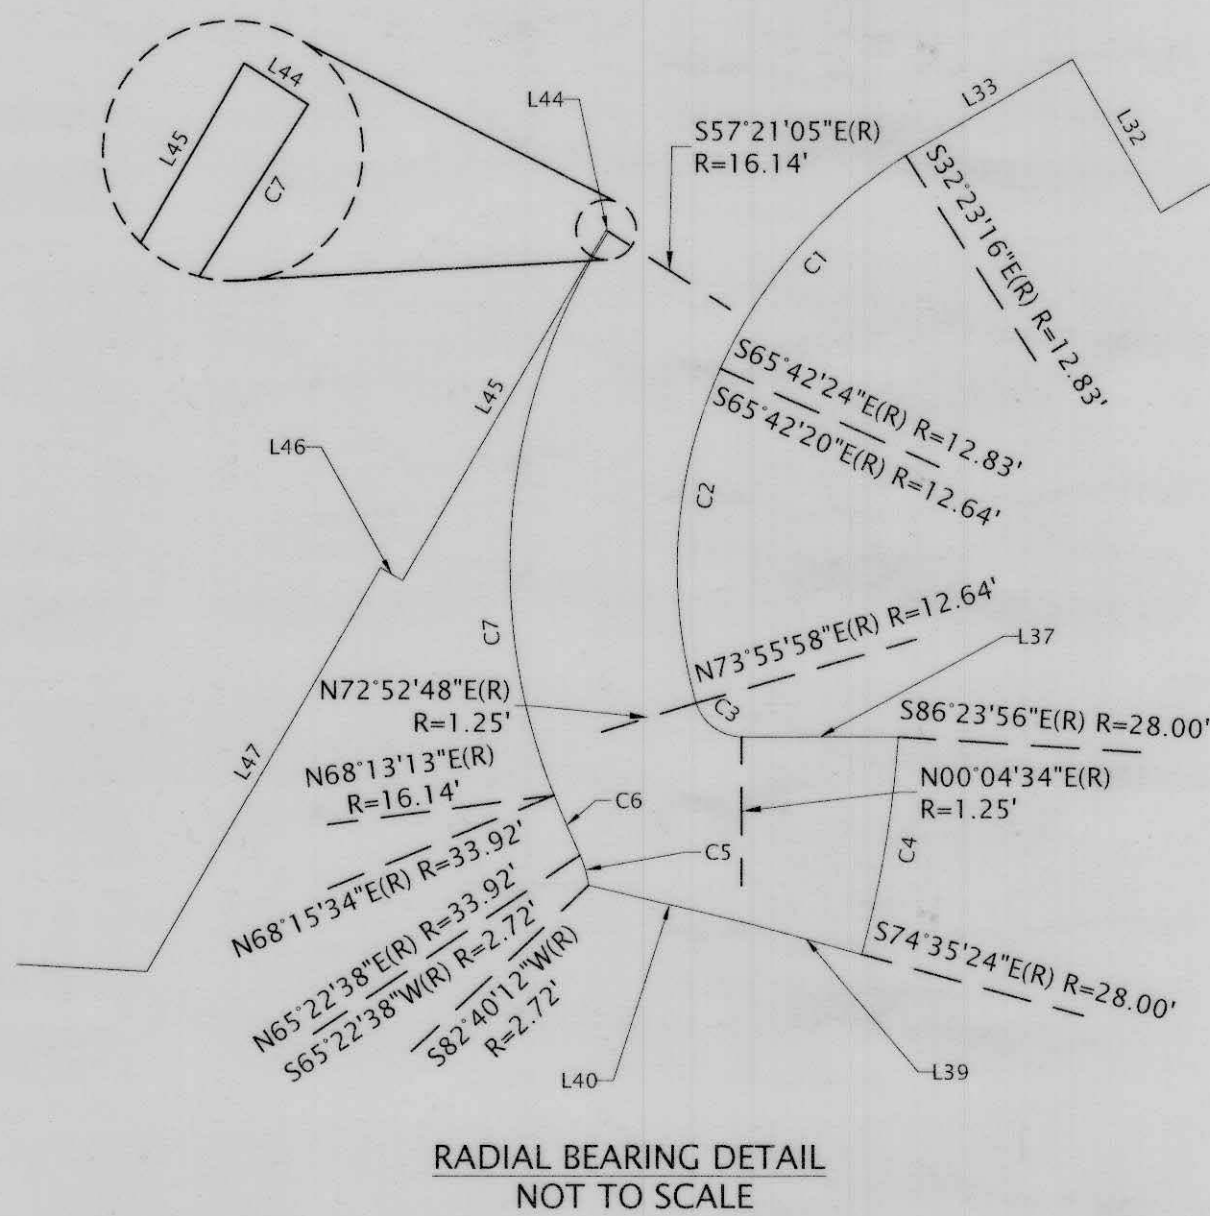 L44
L45
C7
L44
S57°21'05"E(R)
R=16.14'
L33
L32
S32°23'16"E(R) R=12.83'
C1
S65°42'24"E(R) R=12.83'
S65°42'20"E(R) R=12.64'
L45
L46
C2
N73°55'58"E(R) R=12.64'
L37
C7
N72°52'48"E(R)
R=1.25'
C3
S86°23'56"E(R) R=28.00'
L47
N68°13'13"E(R)
R=16.14'
N00°04'34"E(R)
R=1.25'
C6
C4
C5
N68°15'34"E(R) R=33.92'
N65°22'38"E(R) R=33.92'
S65°22'38"W(R) R=2.72'
S82°40'12"W(R)
R=2.72'
S74°35'24"E(R) R=28.00'
L40
L39
RADIAL BEARING DETAIL
NOT TO SCALE